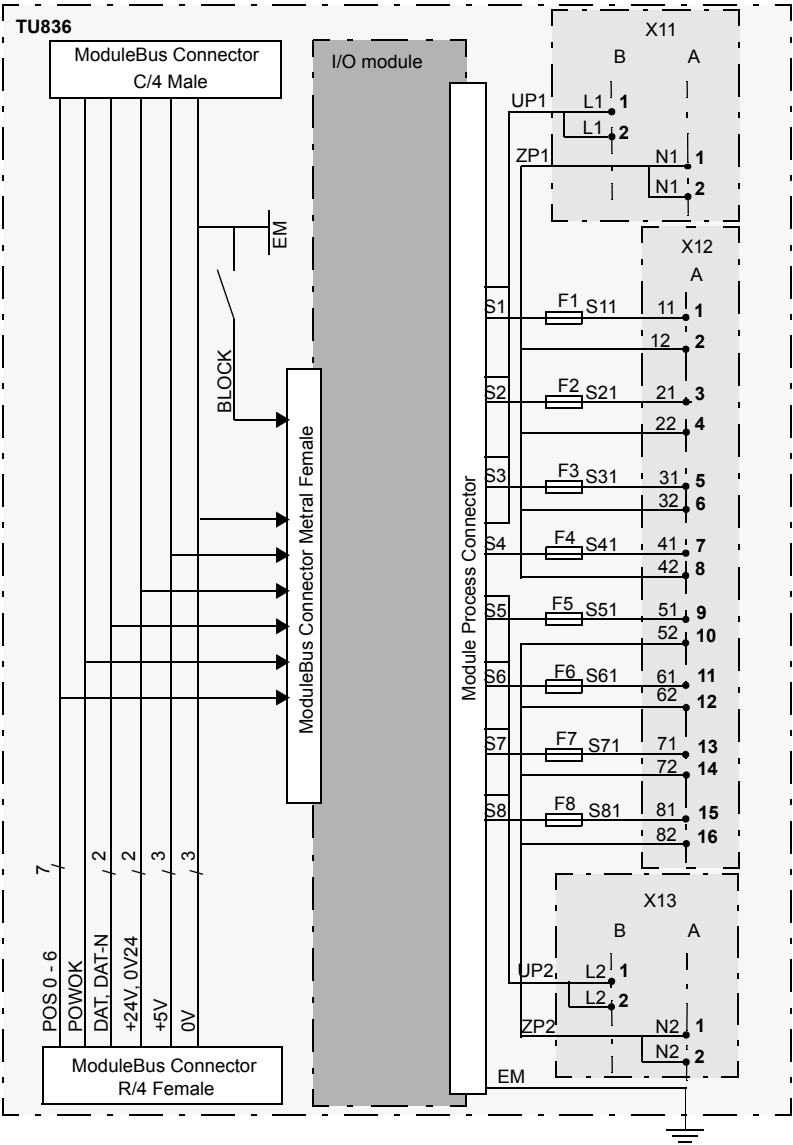 TU836
ModuleBus Connector
C/4 Male
I/O module
X11
B A
UP1 L1 1
L1 2
ZP1 N1 1
N1 2
EM
BLOCK
X12
A
S1 F1 S11 11 1
12 2
S2 F2 S21 21 3
22 4
S3 F3 S31 31 5
32 6
S4 F4 S41 41 7
42 8
S5 F5 S51 51 9
52 10
S6 F6 S61 61 11
62 12
S7 F7 S71 71 13
72 14
S8 F8 S81 81 15
82 16
ModuleBus Connector Metral Female
Module Process Connector
7 2 2 3 3
POS 0 - 6
POWOK
DAT, DAT-N
+24V, 0V24
+5V
0V
X13
B A
UP2 L2 1
L2 2
ZP2 N2 1
N2 2
EM
ModuleBus Connector
R/4 Female